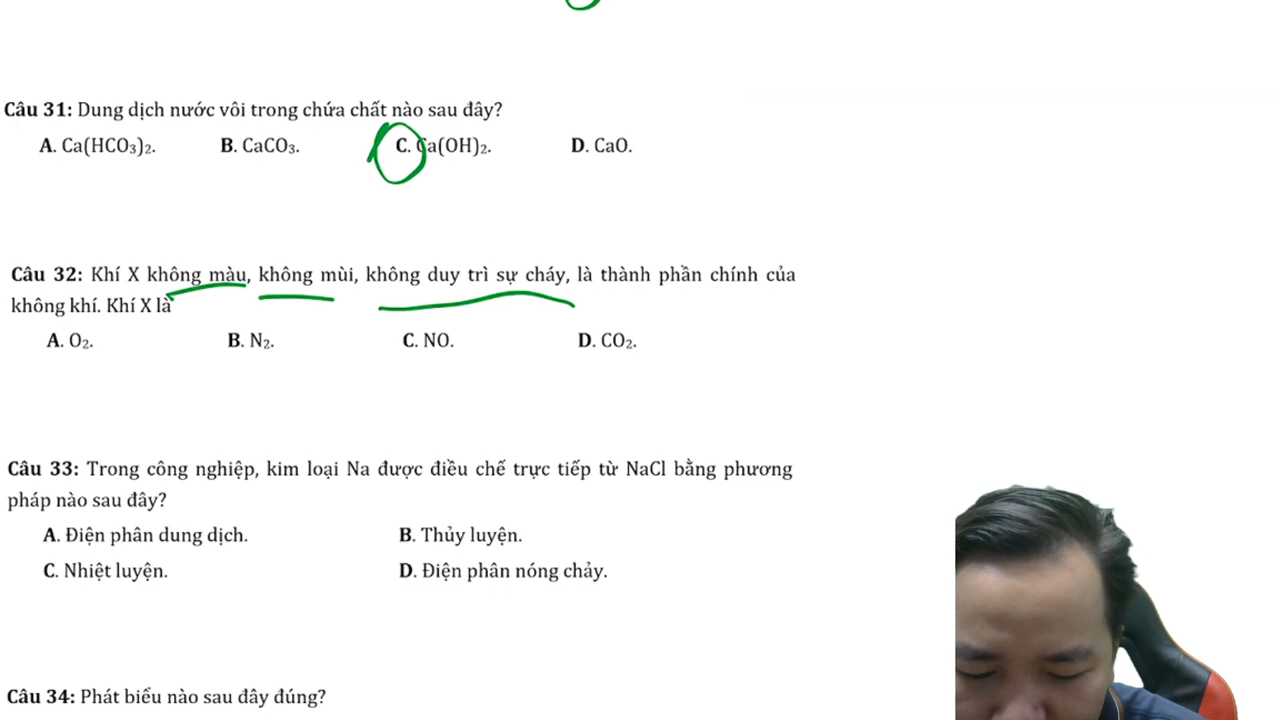 Câu 31: Dung dịch nước vôi trong chứa chất nào sau đây?
A. Ca(HCO₃)₂. B. CaCO₃. C. Ca(OH)₂. D. CaO.
Câu 32: Khí X không màu, không mùi, không duy trì sự cháy, là thành phần chính của
không khí. Khí X là
A. O₂. B. N₂. C. NO. D. CO₂.
Câu 33: Trong công nghiệp, kim loại Na được điều chế trực tiếp từ NaCl bằng phương
pháp nào sau đây?
A. Điện phân dung dịch. B. Thủy luyện.
C. Nhiệt luyện. D. Điện phân nóng chảy.
Câu 34: Phát biểu nào sau đây đúng?